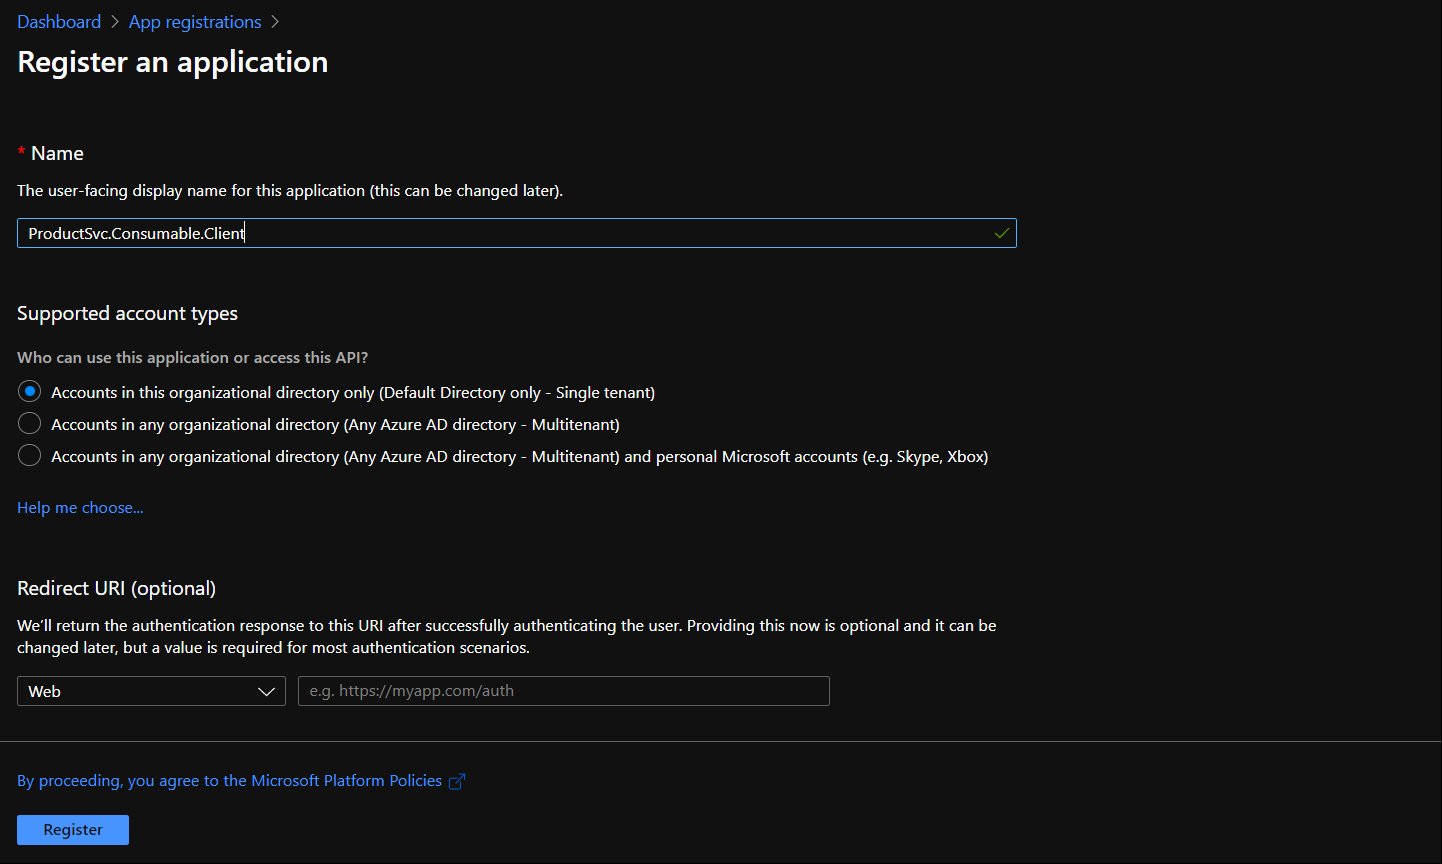 Dashboard > App registrations >
Register an application
* Name
The user-facing display name for this application (this can be changed later).
ProductSvc.Consumable.Client
Supported account types
Who can use this application or access this API?
Accounts in this organizational directory only (Default Directory only - Single tenant)
Accounts in any organizational directory (Any Azure AD directory - Multitenant)
Accounts in any organizational directory (Any Azure AD directory - Multitenant) and personal Microsoft accounts (e.g. Skype, Xbox)
Help me choose...
Redirect URI (optional)
We'll return the authentication response to this URI after successfully authenticating the user. Providing this now is optional and it can be
changed later, but a value is required for most authentication scenarios.
Web e.g. https://myapp.com/auth
By proceeding, you agree to the Microsoft Platform Policies
Register